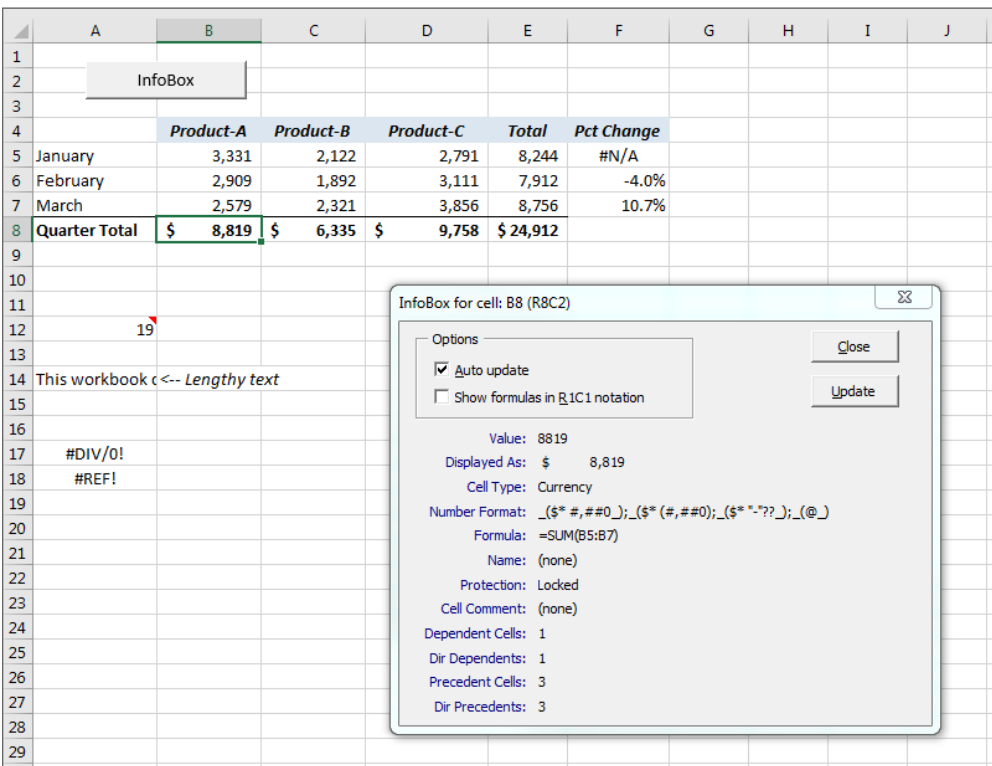 A B C D E F G H I J
1
2 InfoBox
3
4 Product-A Product-B Product-C Total Pct Change
5 January 3,331 2,122 2,791 8,244 #N/A
6 February 2,909 1,892 3,111 7,912 -4.0%
7 March 2,579 2,321 3,856 8,756 10.7%
8 Quarter Total $ 8,819 $ 6,335 $ 9,758 $ 24,912
9
10
11
12 19
13
14 This workbook c <-- Lengthy text
15
16
17 #DIV/0!
18 #REF!
19
20
21
22
23
24
25
26
27
28
29
InfoBox for cell: B8 (R8C2)
Options
Auto update
Show formulas in R1C1 notation
Close
Update
Value: 8819
Displayed As: $ 8,819
Cell Type: Currency
Number Format: _($* #,##0_);_($* (#,##0);_($* "-"??_);_(@_)
Formula: =SUM(B5:B7)
Name: (none)
Protection: Locked
Cell Comment: (none)
Dependent Cells: 1
Dir Dependents: 1
Precedent Cells: 3
Dir Precedents: 3